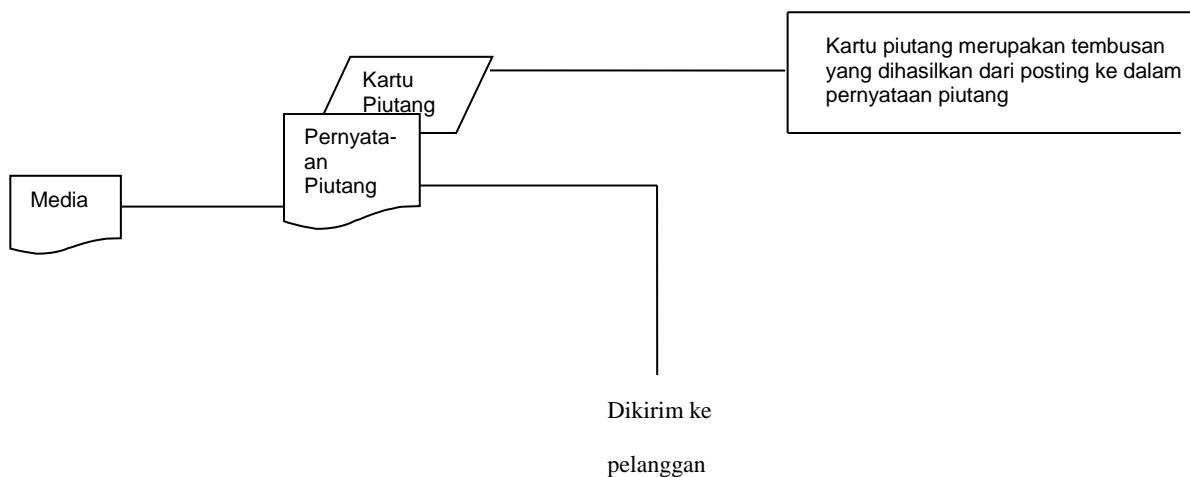 Kartu piutang merupakan tembusan
yang dihasilkan dari posting ke dalam
pernyataan piutang
Kartu
Piutang
Pernyata-
an
Piutang
Media
Dikirim ke
pelanggan